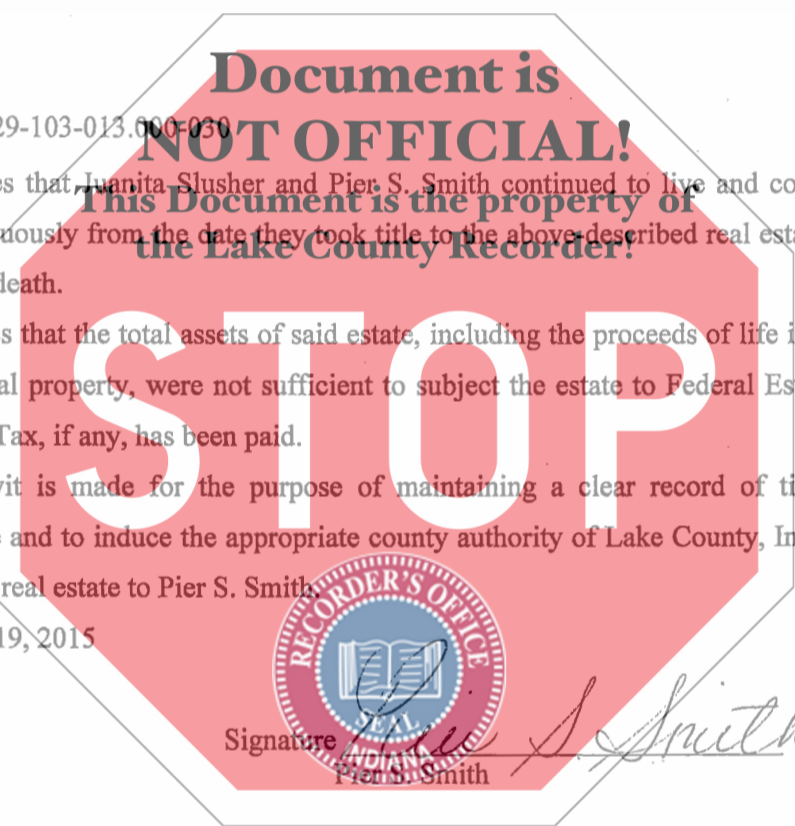 Document is
NOT OFFICIAL!
This Document is the property of
the Lake County Recorder!
STOP
29-103-013.000-030
es that Juanita Slusher and Pier S. Smith continued to live and co
uously from the date they took title to the above-described real esta
death.
s that the total assets of said estate, including the proceeds of life i
al property, were not sufficient to subject the estate to Federal Es
Tax, if any, has been paid.
vit is made for the purpose of maintaining a clear record of ti
e and to induce the appropriate county authority of Lake County, In
real estate to Pier S. Smith.
19, 2015
RECORDER'S OFFICE
SEAL
INDIANA
Signature Pier S. Smith
Pier S. Smith